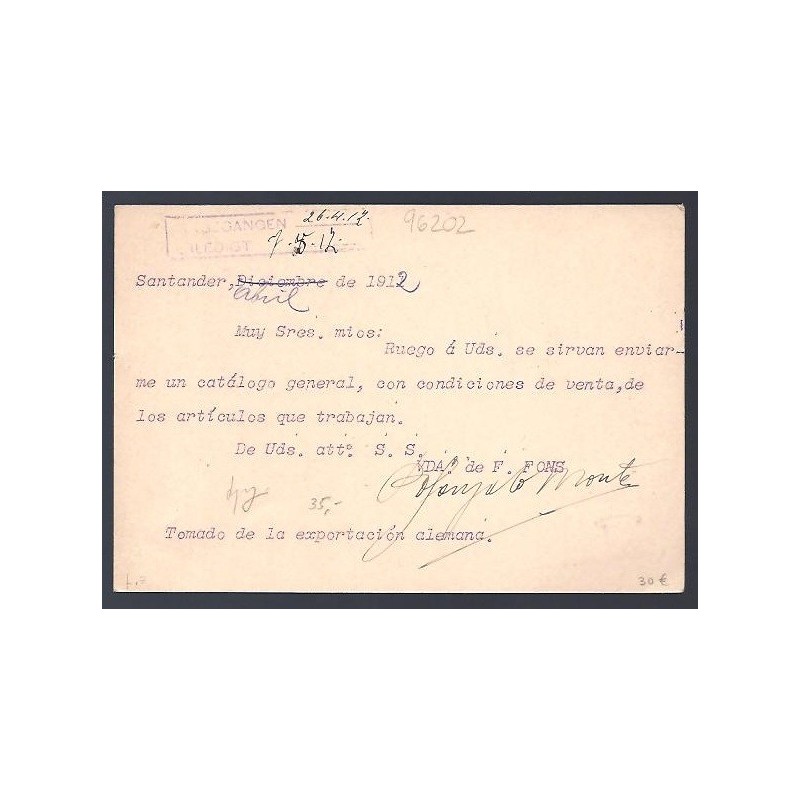 26.4.12.
96202
7.5.12.
Santander, Diciembre de 1912
Abril
Muy Sres. mios:
Ruego á Uds. se sirvan enviar-
me un catálogo general, con condiciones de venta, de
los artículos que trabajan.
De Uds. attº. S. S.
VDA. de F. FONS
Gonzalo Monte
35,-
Tomado de la exportación alemana.
30 €